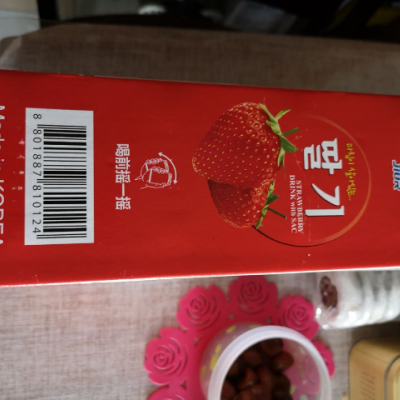 딸기
STRAWBERRY
DRINK with SAC
喝前摇一摇
8 801887 810124
Made in KOREA